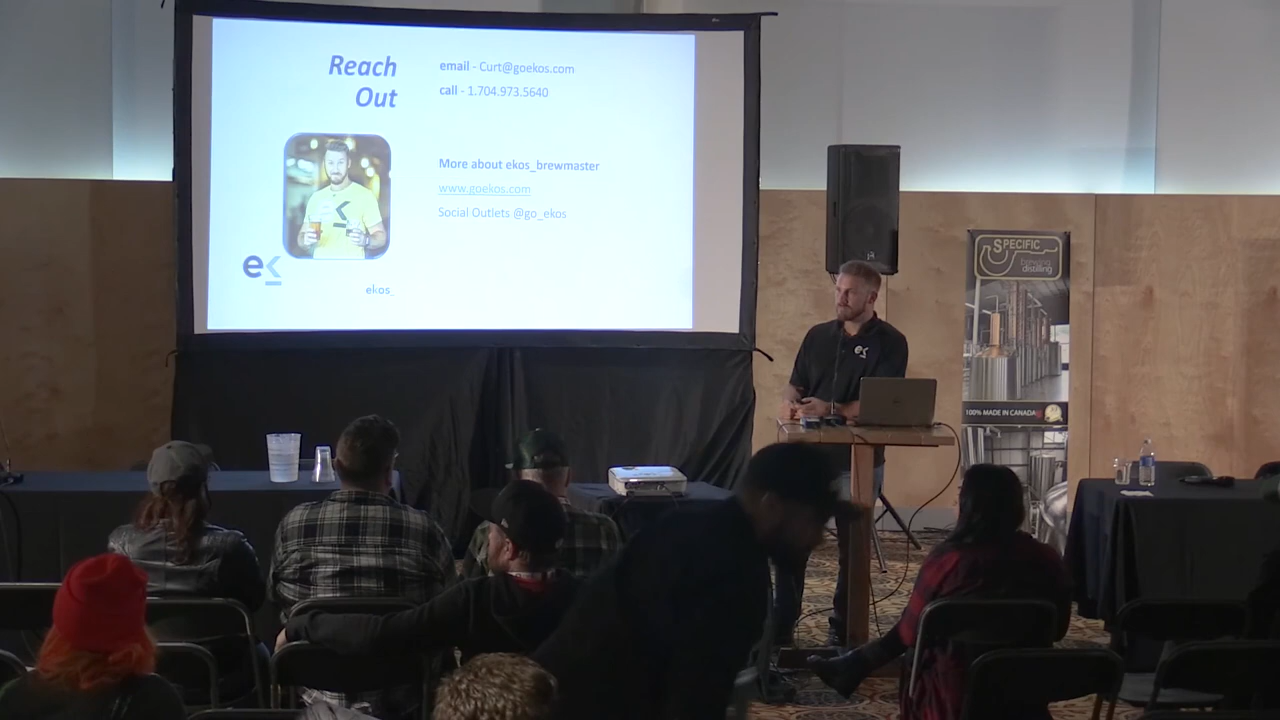 Reach
Out
email - Curt@goekos.com
call - 1.704.973.5640
More about ekos_brewmaster
www.goekos.com
Social Outlets @go_ekos
ek
ekos_
ek
SPECIFIC
brewing
distilling
100% MADE IN CANADA